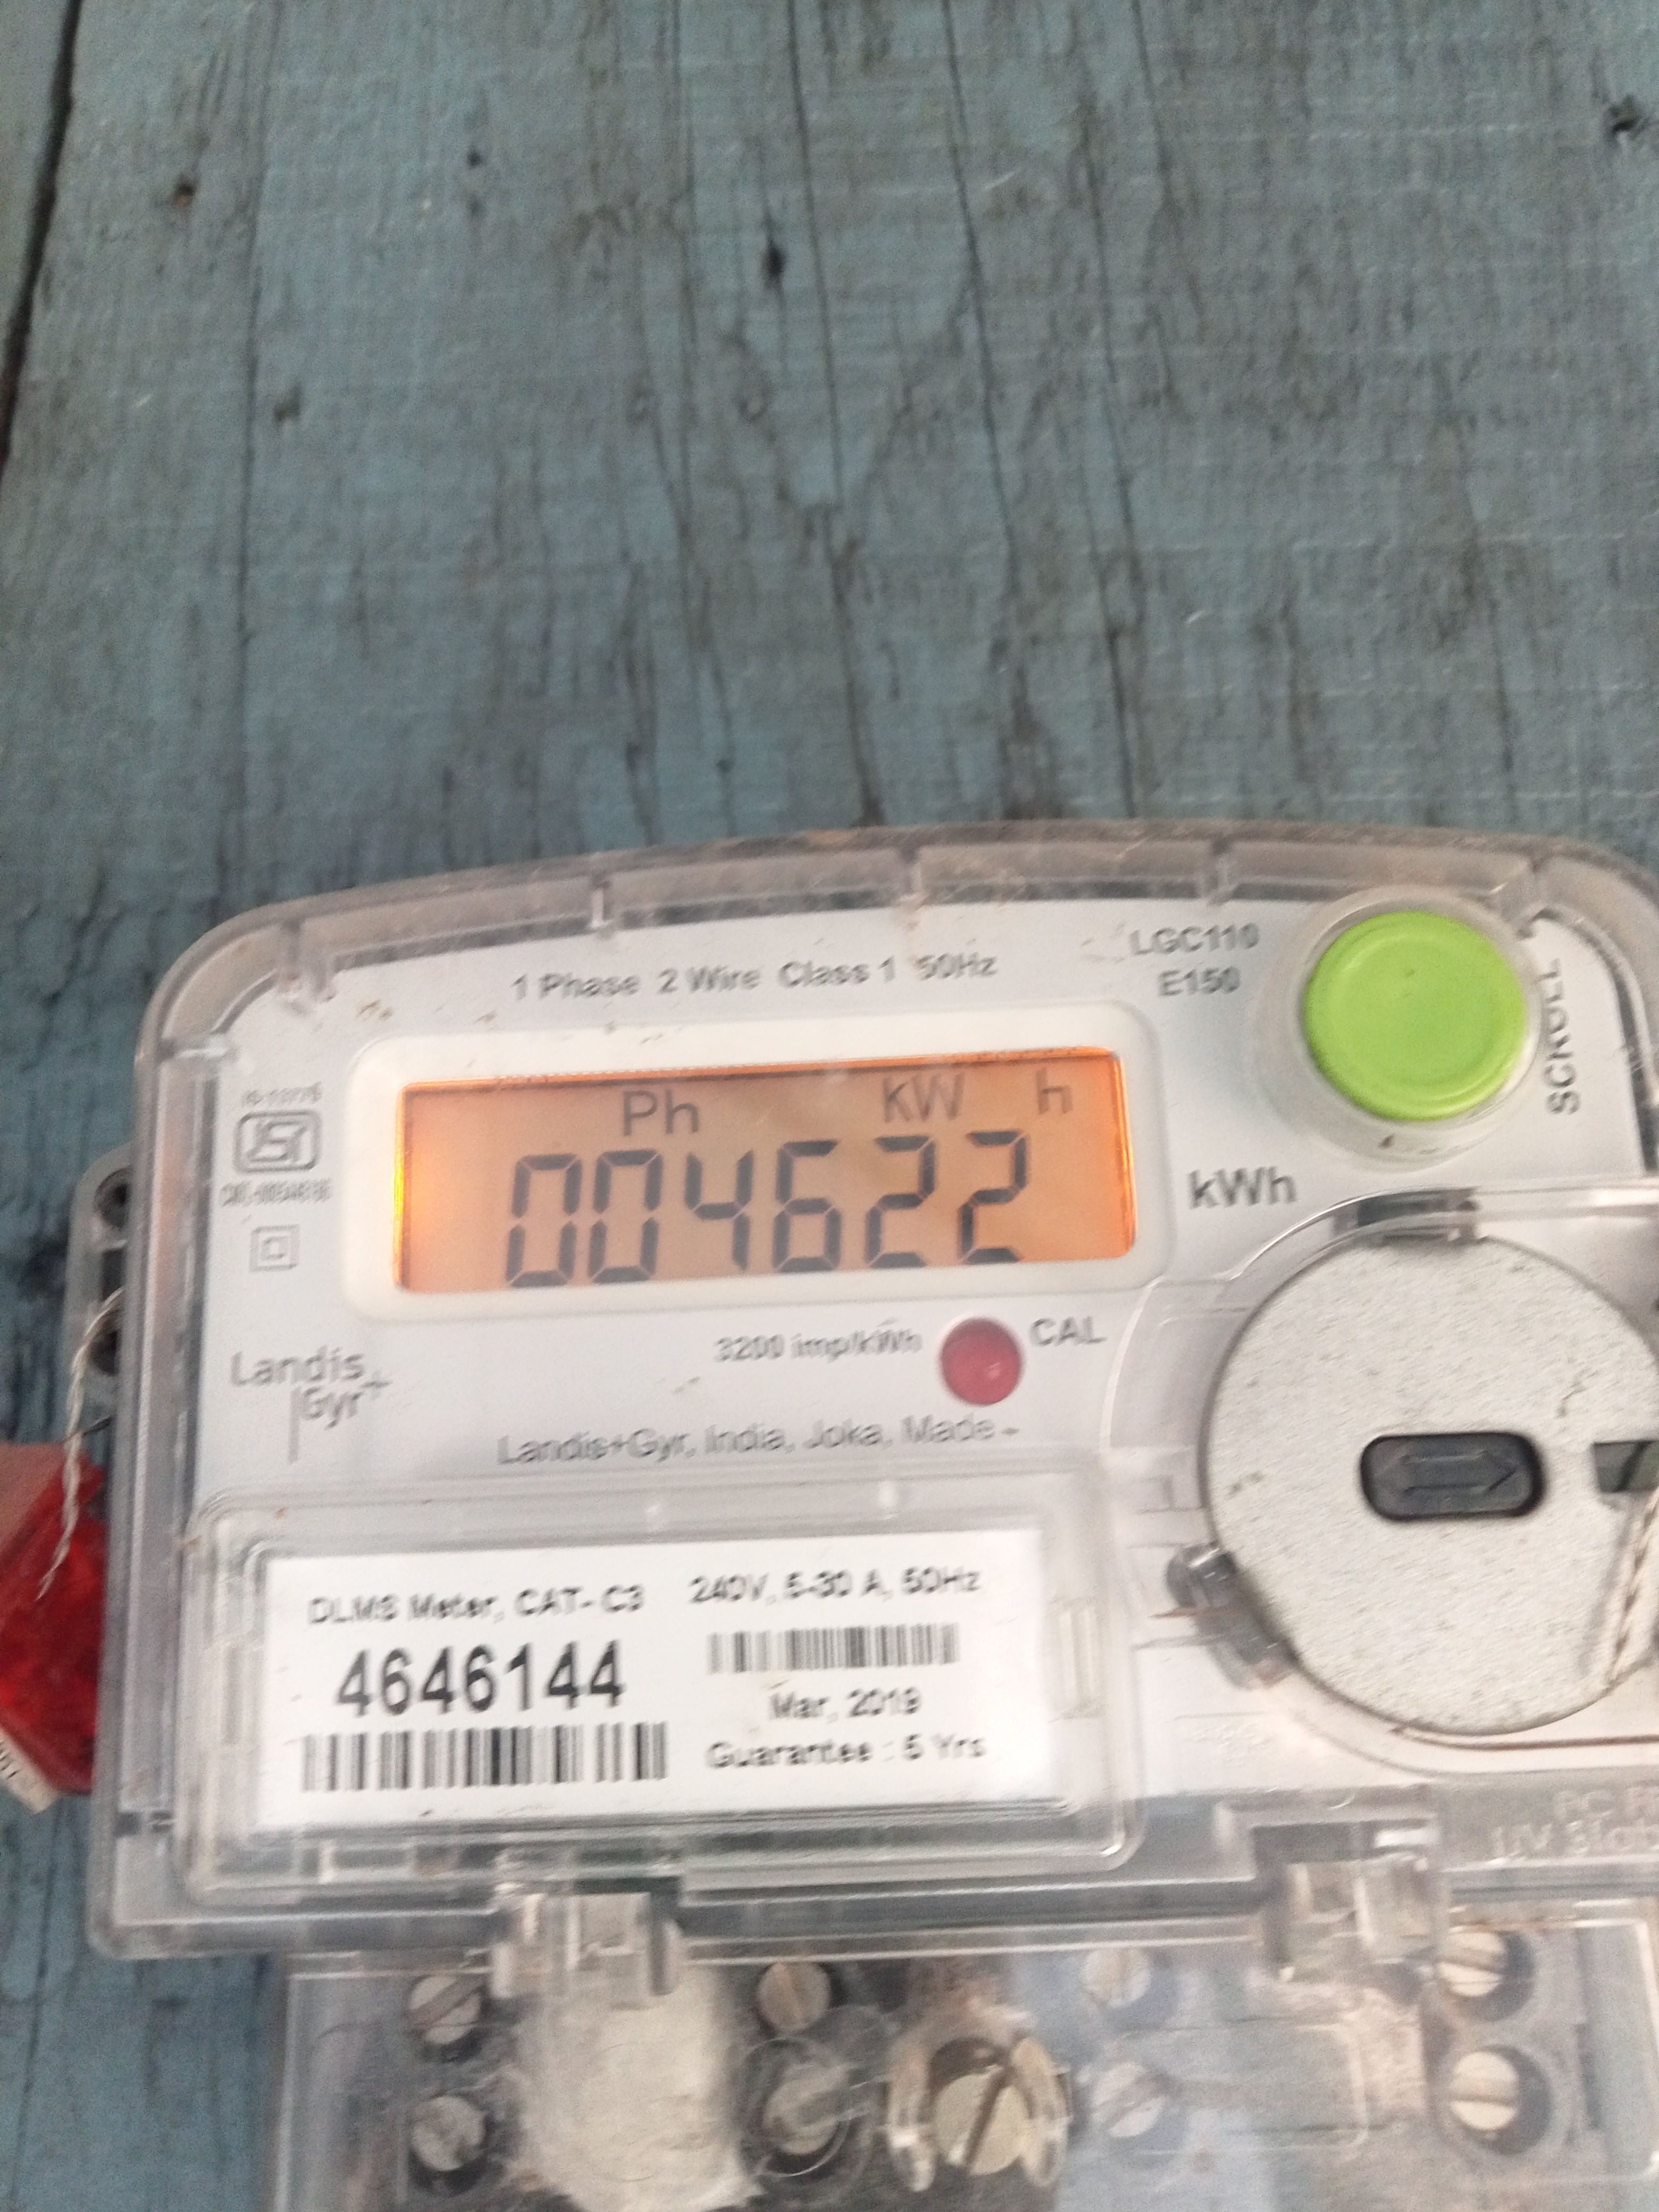 1 Phase 2 Wire Class 1 50Hz
LGC110
E150
SCROLL
Ph kW h
004622
kWh
3200 imp/kWh
CAL
Landis
Gyr+
Landis+Gyr, India, Joka, Made -
DLMS Meter, CAT- C3
240V, 5-30 A, 50Hz
4646144
Mar, 2019
Guarantee : 5 Yrs